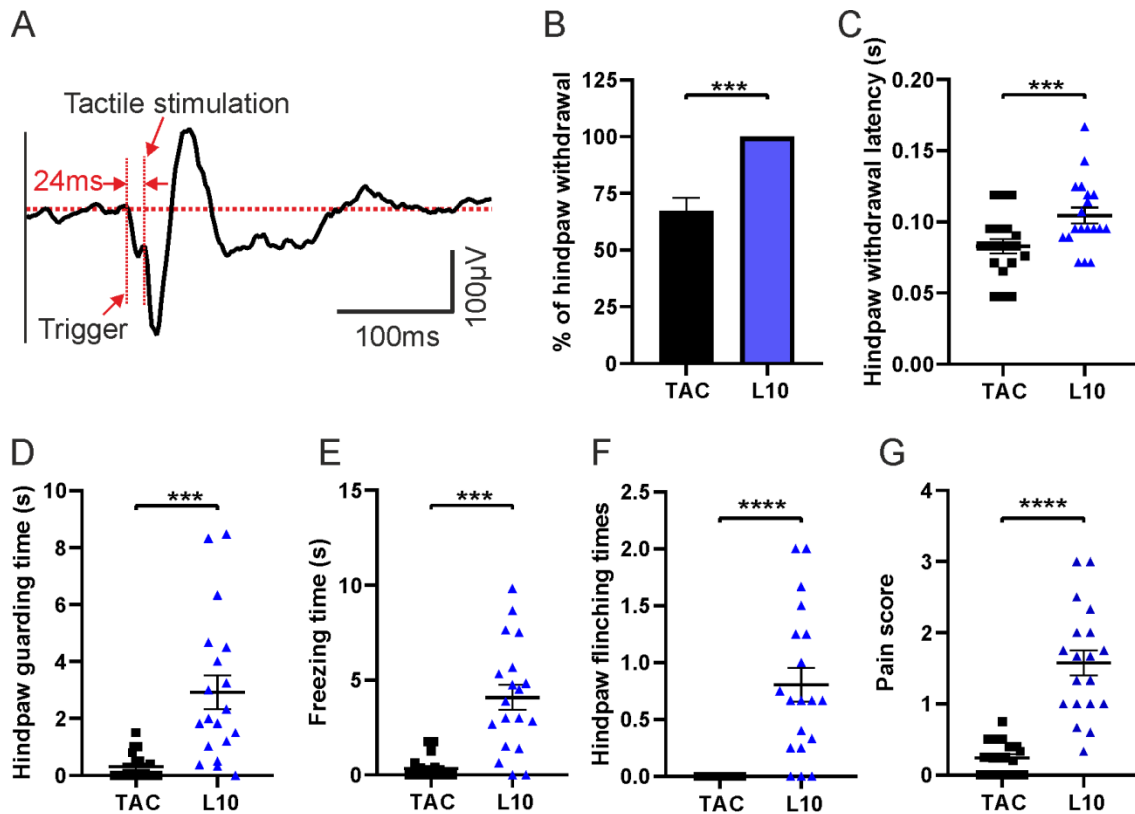 A
Tactile stimulation
24ms
Trigger
100ms
100µV
B
% of hindpaw withdrawal
125
100
75
50
25
0
***
TAC L10
C
Hindpaw withdrawal latency (s)
0.20
0.15
0.10
0.05
0.00
***
TAC L10
D
Hindpaw guarding time (s)
10
8
6
4
2
0
***
TAC L10
E
Freezing time (s)
15
10
5
0
***
TAC L10
F
Hindpaw flinching times
2.5
2.0
1.5
1.0
0.5
0.0
****
TAC L10
G
Pain score
4
3
2
1
0
****
TAC L10